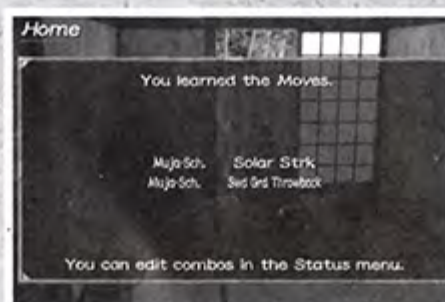 Home
You learned the Moves.
Muja-Sch. Solar Strk
Muja-Sch. Swd Grd Throwback
You can edit combos in the Status menu.